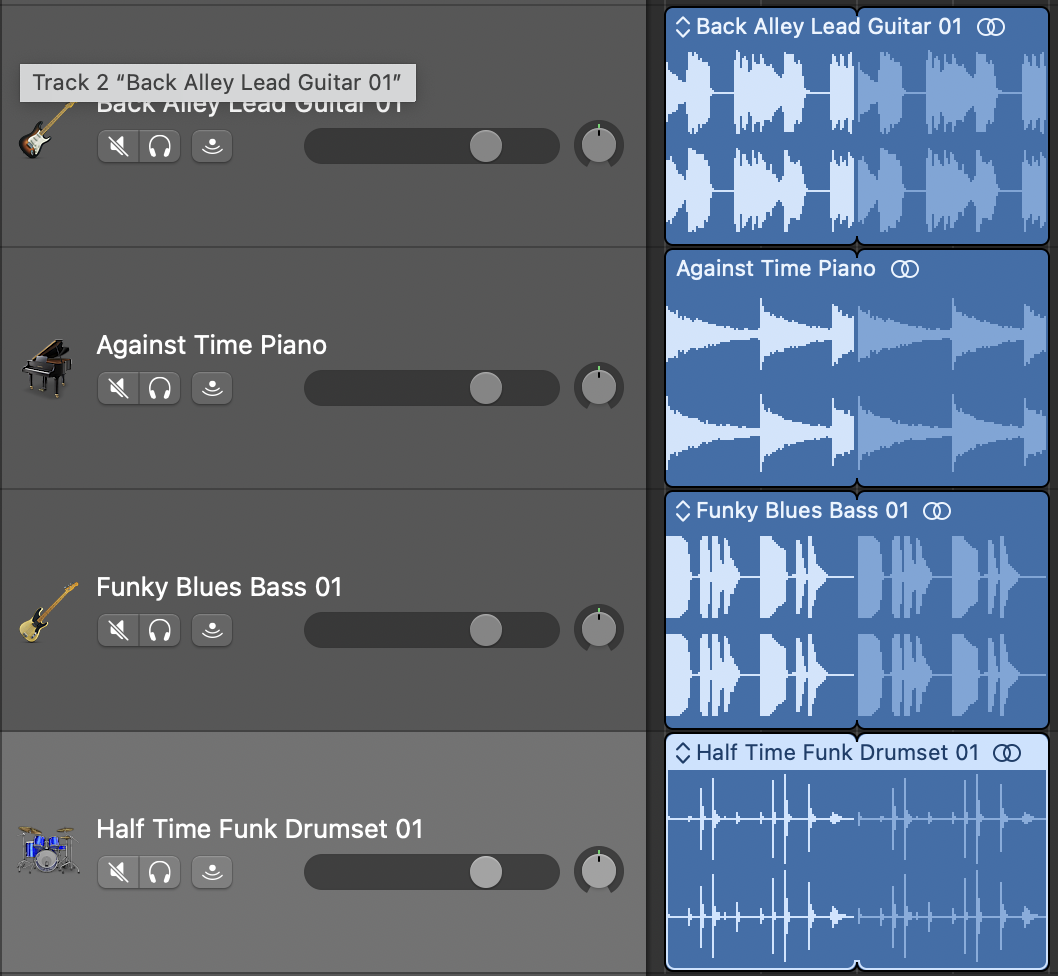 Back Alley Lead Guitar 01
Track 2 “Back Alley Lead Guitar 01”
Back Alley Lead Guitar 01
Against Time Piano
Against Time Piano
Funky Blues Bass 01
Funky Blues Bass 01
Half Time Funk Drumset 01
Half Time Funk Drumset 01